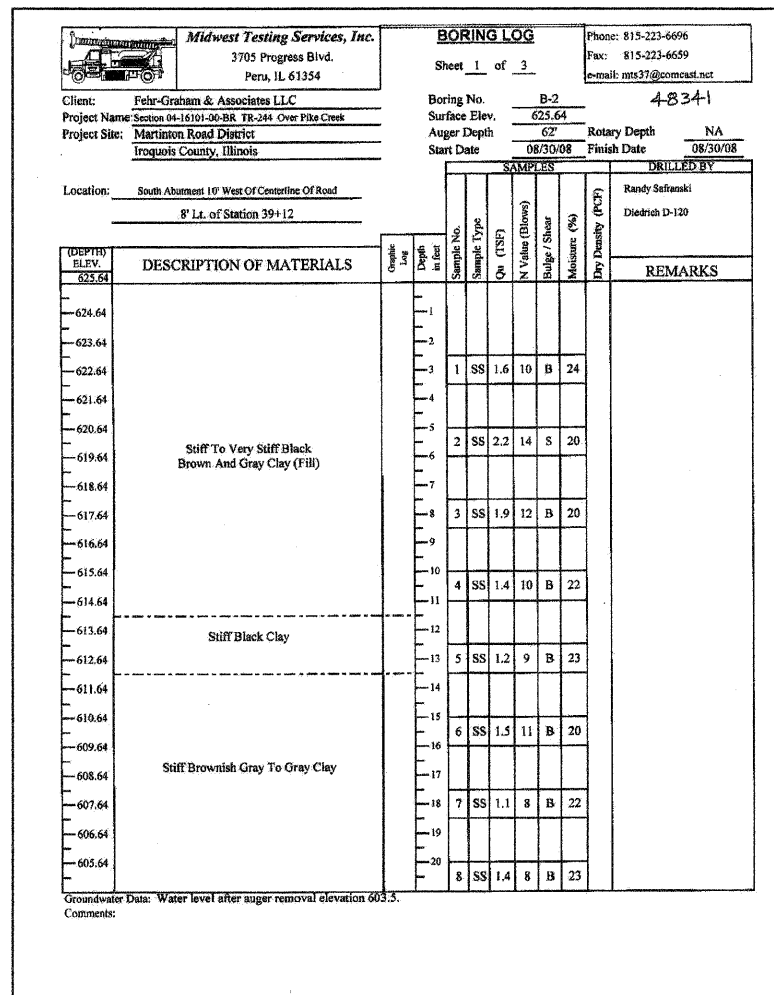 Midwest Testing Services, Inc.
3705 Progress Blvd.
Peru, IL 61354
BORING LOG
Sheet 1 of 3
Phone: 815-223-6696
Fax: 815-223-6659
e-mail: mts37@comcast.net
Client: Fehr-Graham & Associates LLC
Project Name: Section 04-16101-00-BR TR-244 Over Pike Creek
Project Site: Martinton Road District
Iroquois County, Illinois
Boring No. B-2
48341
Surface Elev. 625.64
Auger Depth 62' Rotary Depth NA
Start Date 08/30/08 Finish Date 08/30/08
Location: South Abutment 10' West Of Centerline Of Road
8' Lt. of Station 39+12
SAMPLES
DRILLED BY
Randy Safranski
Diedrich D-120
REMARKS
(DEPTH) ELEV.
625.64
DESCRIPTION OF MATERIALS
Graphic Log
Depth in feet
Sample No.
Sample Type
Qu (TSF)
N Value (Blows)
Bulge / Shear
Moisture (%)
Dry Density (PCF)
624.64 1
623.64 2
622.64 3 1 SS 1.6 10 B 24
621.64 4
620.64 5
2 SS 2.2 14 S 20
Stiff To Very Stiff Black
Brown And Gray Clay (Fill)
619.64 6
618.64 7
617.64 8 3 SS 1.9 12 B 20
616.64 9
615.64 10
4 SS 1.4 10 B 22
614.64 11
613.64 Stiff Black Clay 12
612.64 13 5 SS 1.2 9 B 23
611.64 14
610.64 15
6 SS 1.5 11 B 20
609.64 16
Stiff Brownish Gray To Gray Clay
608.64 17
607.64 18 7 SS 1.1 8 B 22
606.64 19
605.64 20
8 SS 1.4 8 B 23
Groundwater Data: Water level after auger removal elevation 603.5.
Comments: